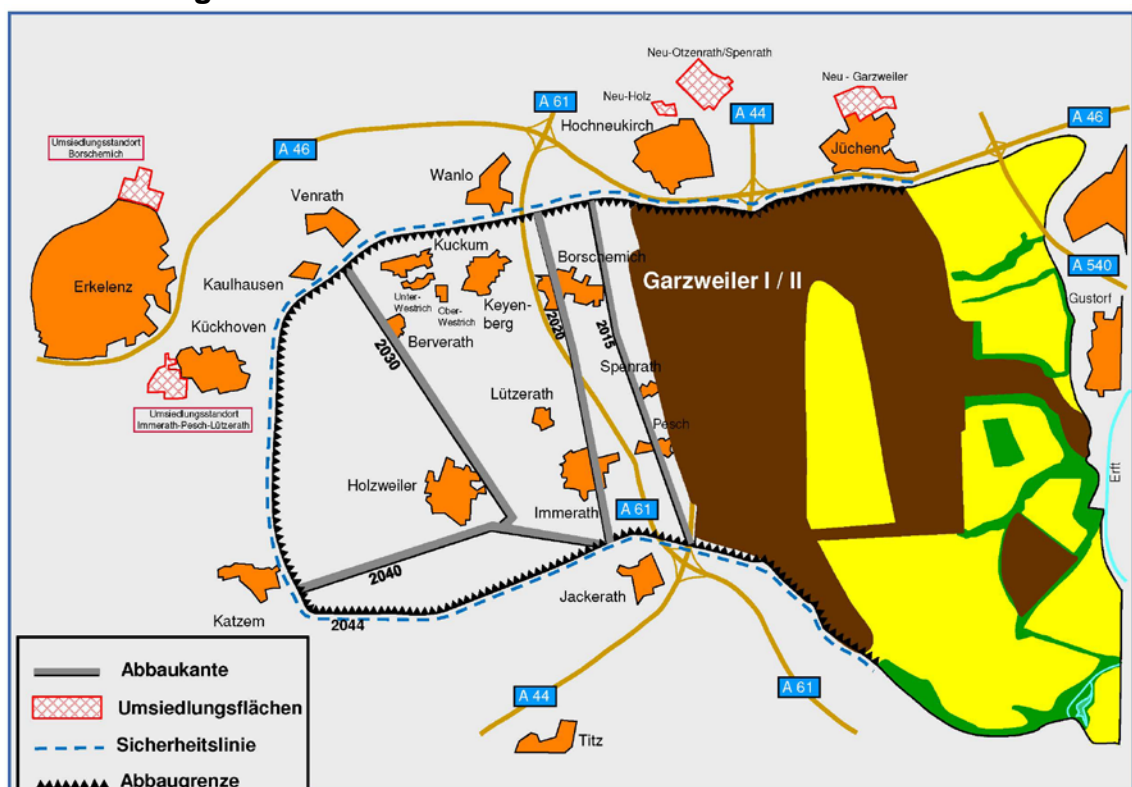 Neu-Otzenrath/Spenrath
Neu - Garzweiler
Neu-Holz
A 61
A 44
A 46
Hochneukirch
Jüchen
Umsiedlungsstandort
Borschemich
A 46
Wanlo
Venrath
Kuckum
Borschemich
A 540
Kaulhausen
Garzweiler I / II
Erkelenz
Unter-
Westrich
Ober-
Westrich
Keyen-
berg
Gustorf
Kückhoven
2030
Berverath
2020
2015
Spenrath
Lützerath
Umsiedlungsstandort
Immerath-Pesch-Lützerath
Pesch
Holzweiler
Erft
Immerath
A 61
2040
Jackerath
Katzem
2044
Abbaukante
A 44
A 61
Umsiedlungsflächen
Titz
Sicherheitslinie
Abbaugrenze